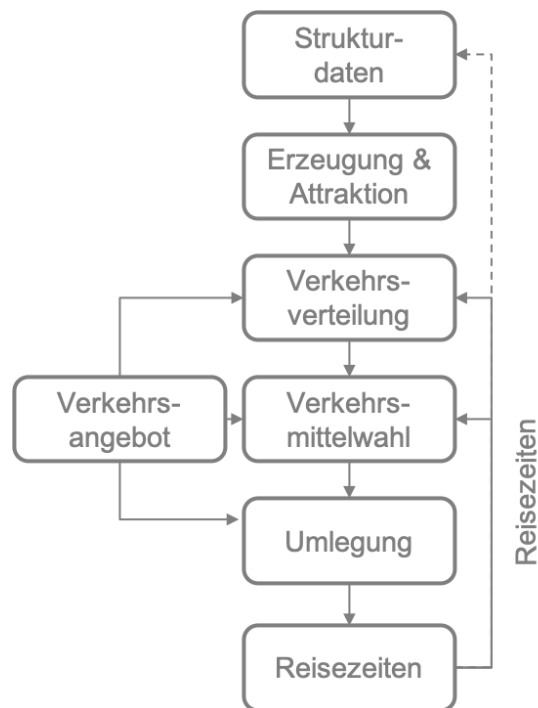 Struktur-
daten
Erzeugung &
Attraktion
Verkehrs-
verteilung
Verkehrs-
angebot
Verkehrs-
mittelwahl
Umlegung
Reisezeiten
Reisezeiten